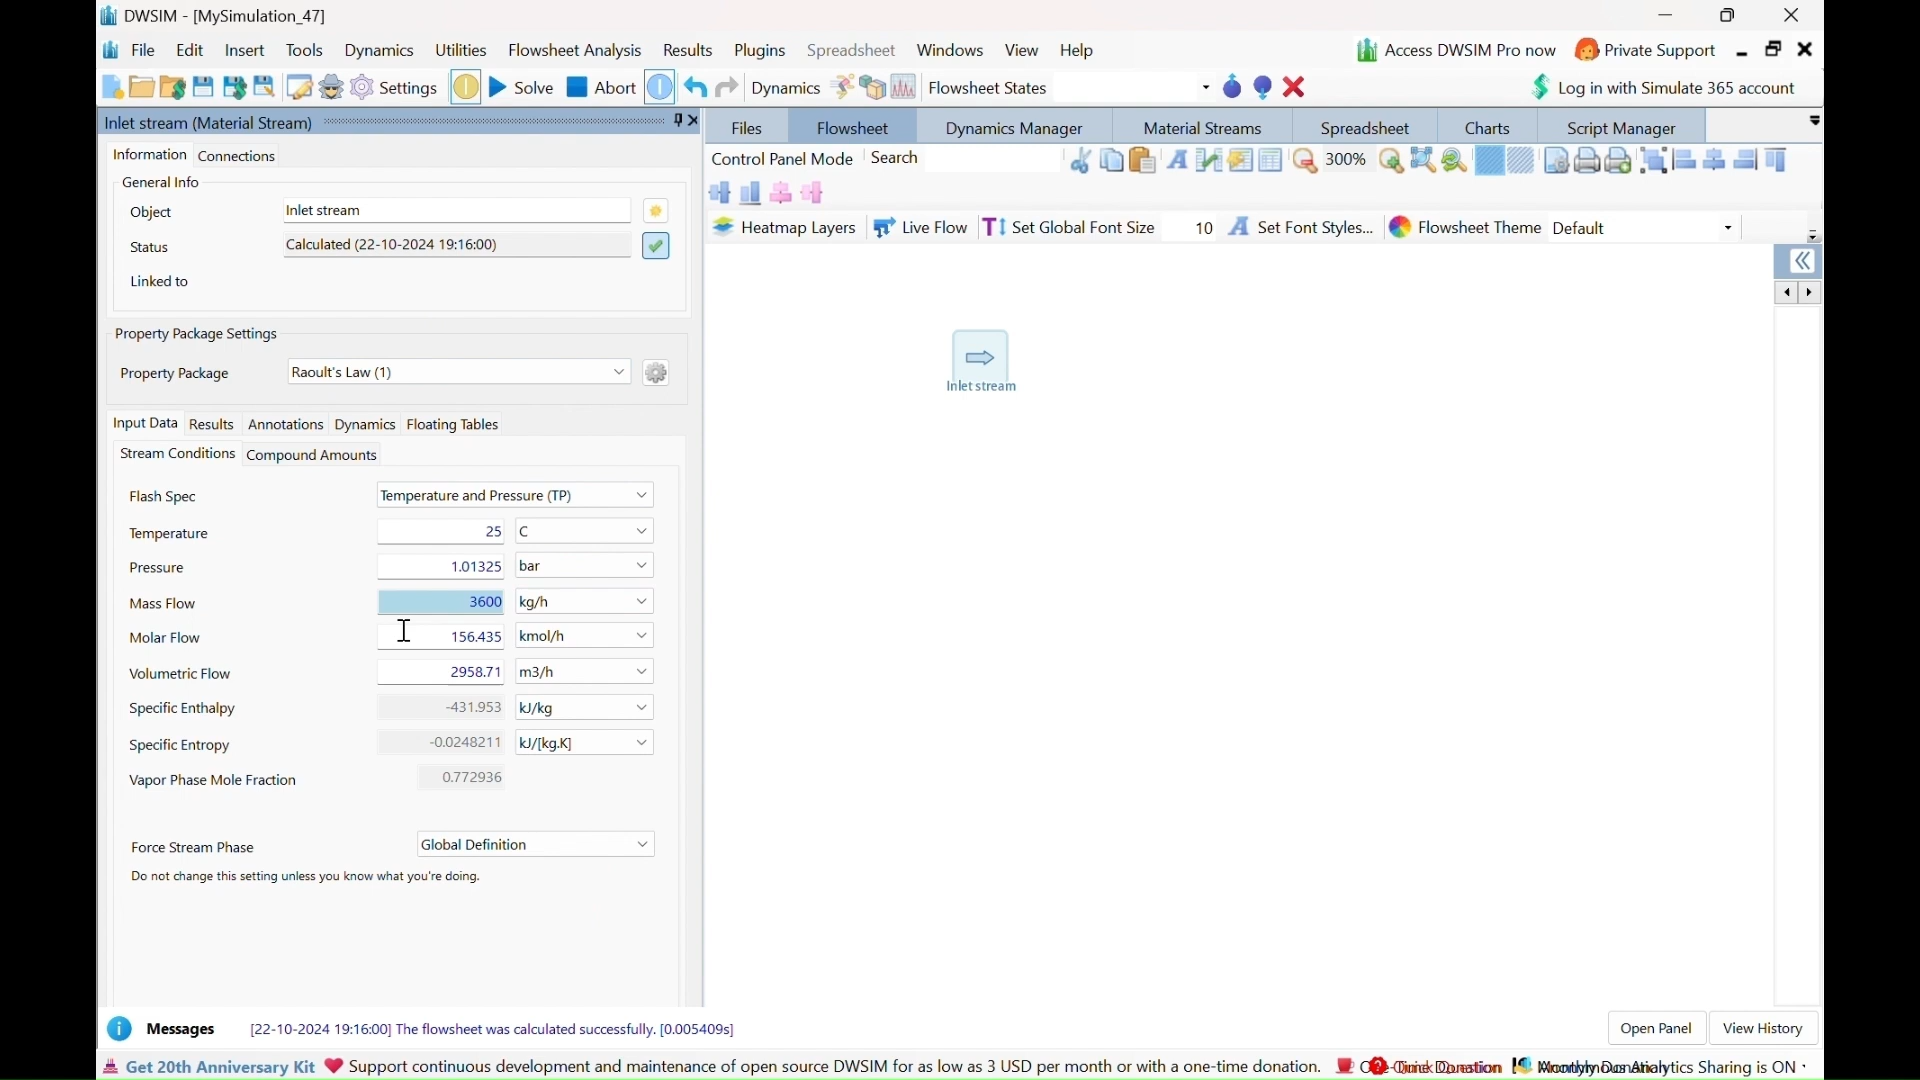 DWSIM - [MySimulation_47]
File Edit Insert Tools Dynamics Utilities Flowsheet Analysis Results Plugins Spreadsheet Windows View Help Access DWSIM Pro now Private Support
Settings Solve Abort Dynamics Flowsheet States Log in with Simulate 365 account
Inlet stream (Material Stream)
Files Flowsheet Dynamics Manager Material Streams Spreadsheet Charts Script Manager
Information Connections
Control Panel Mode Search 300%
General Info
Object Inlet stream
Heatmap Layers Live Flow Set Global Font Size 10 Set Font Styles... Flowsheet Theme Default
Status Calculated (22-10-2024 19:16:00)
Linked to
Property Package Settings
Property Package Raoult's Law (1)
Inlet stream
Input Data Results Annotations Dynamics Floating Tables
Stream Conditions Compound Amounts
Flash Spec Temperature and Pressure (TP)
Temperature 25 C
Pressure 1.01325 bar
Mass Flow 3600 kg/h
Molar Flow 156.435 kmol/h
Volumetric Flow 2958.71 m3/h
Specific Enthalpy -431.953 kJ/kg
Specific Entropy -0.0248211 kJ/[kg.K]
Vapor Phase Mole Fraction 0.772936
Force Stream Phase Global Definition
Do not change this setting unless you know what you're doing.
Messages [22-10-2024 19:16:00] The flowsheet was calculated successfully. [0.005409s] Open Panel View History
Get 20th Anniversary Kit Support continuous development and maintenance of open source DWSIM for as low as 3 USD per month or with a one-time donation. Sharing is ON